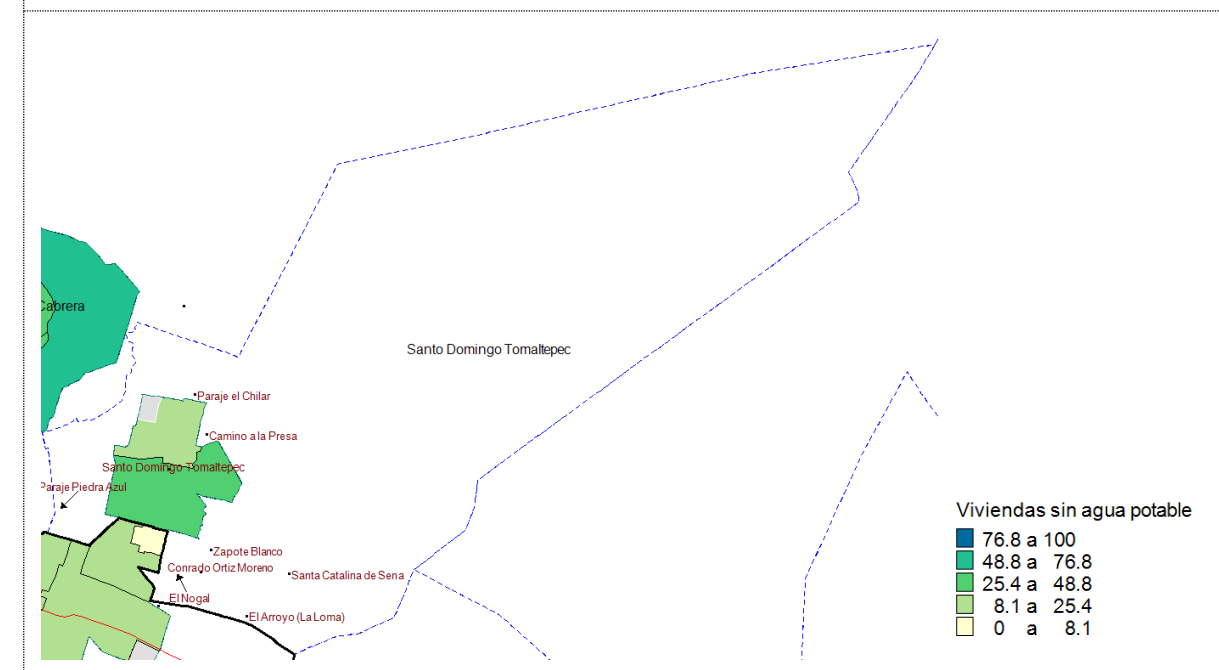 Cabrera
Santo Domingo Tomaltepec
Paraje el Chilar
Camino a la Presa
Santo Domingo Tomaltepec
Paraje Piedra Azul
Zapote Blanco
Conrado Ortiz Moreno
Santa Catalina de Sena
El Nogal
El Arroyo (La Loma)
Viviendas sin agua potable
76.8 a 100
48.8 a 76.8
25.4 a 48.8
8.1 a 25.4
0 a 8.1